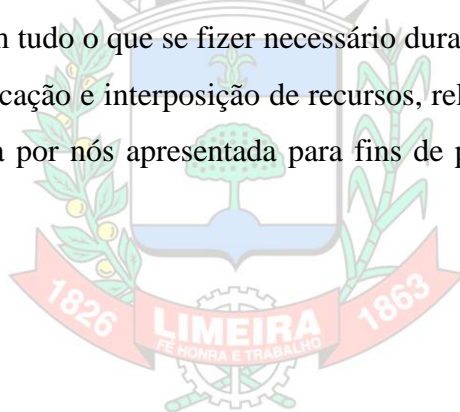 m tudo o que se fizer necessário dura
cação e interposição de recursos, rel
a por nós apresentada para fins de p
1826 LIMEIRA 1863
FÉ HONRA E TRABALHO